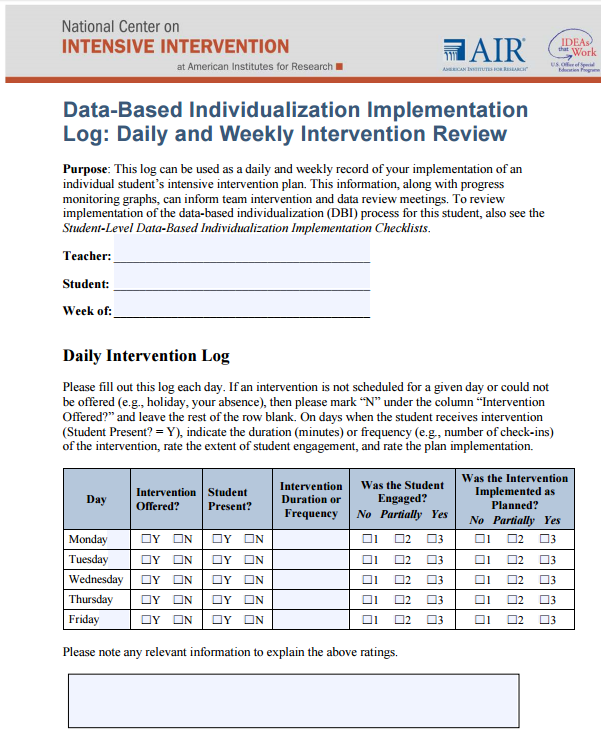 National Center on
INTENSIVE INTERVENTION
at American Institutes for Research
AIR
AMERICAN INSTITUTES FOR RESEARCH
IDEAs
that Work
U.S. Office of Special
Education Programs
Data-Based Individualization Implementation
Log: Daily and Weekly Intervention Review
Purpose: This log can be used as a daily and weekly record of your implementation of an
individual student's intensive intervention plan. This information, along with progress
monitoring graphs, can inform team intervention and data review meetings. To review
implementation of the data-based individualization (DBI) process for this student, also see the
Student-Level Data-Based Individualization Implementation Checklists.
Teacher:
Student:
Week of:
Daily Intervention Log
Please fill out this log each day. If an intervention is not scheduled for a given day or could not
be offered (e.g., holiday, your absence), then please mark "N" under the column "Intervention
Offered?" and leave the rest of the row blank. On days when the student receives intervention
(Student Present? = Y), indicate the duration (minutes) or frequency (e.g., number of check-ins)
of the intervention, rate the extent of student engagement, and rate the plan implementation.
Day
Intervention
Offered?
Student
Present?
Intervention
Duration or
Frequency
Was the Student
Engaged?
No Partially Yes
Was the Intervention
Implemented as
Planned?
No Partially Yes
Monday ☐Y ☐N ☐Y ☐N ☐1 ☐2 ☐3 ☐1 ☐2 ☐3
Tuesday ☐Y ☐N ☐Y ☐N ☐1 ☐2 ☐3 ☐1 ☐2 ☐3
Wednesday ☐Y ☐N ☐Y ☐N ☐1 ☐2 ☐3 ☐1 ☐2 ☐3
Thursday ☐Y ☐N ☐Y ☐N ☐1 ☐2 ☐3 ☐1 ☐2 ☐3
Friday ☐Y ☐N ☐Y ☐N ☐1 ☐2 ☐3 ☐1 ☐2 ☐3
Please note any relevant information to explain the above ratings.